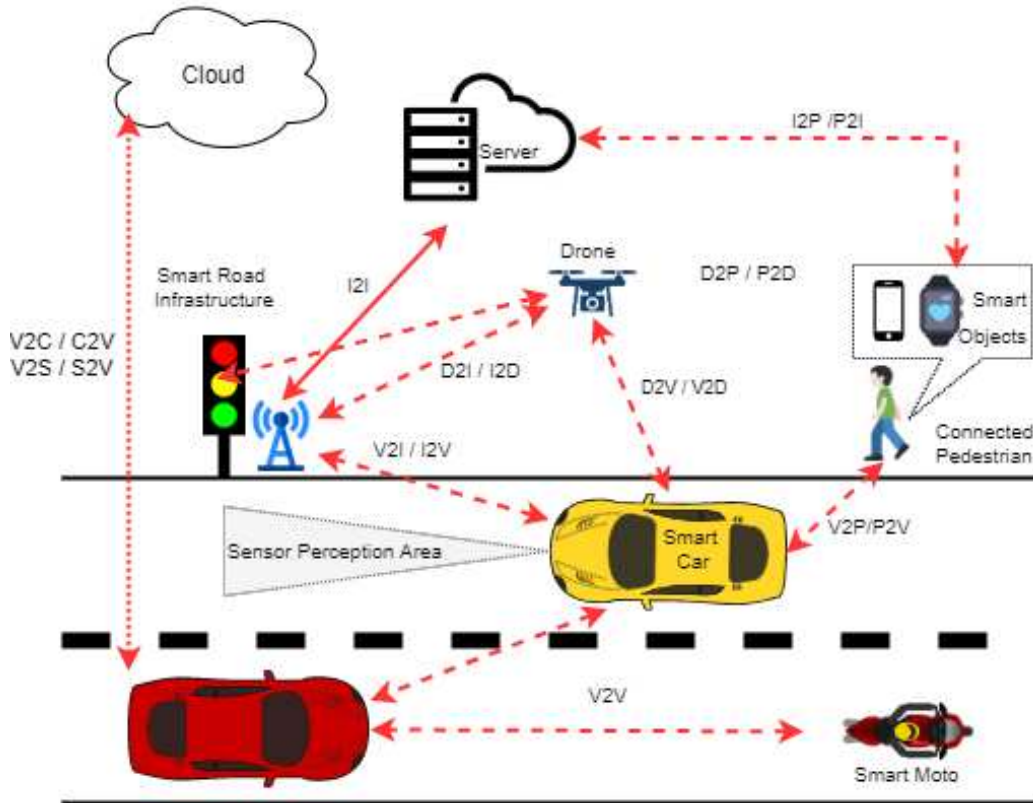 Cloud
I2P /P2I
Server
Drone
Smart Road
Infrastructure
D2P / P2D
I2I
Smart
Objects
V2C / C2V
V2S / S2V
D2I / I2D
D2V / V2D
Connected
Pedestrian
V2I / I2V
V2P/P2V
Smart
Car
Sensor Perception Area
V2V
Smart Moto